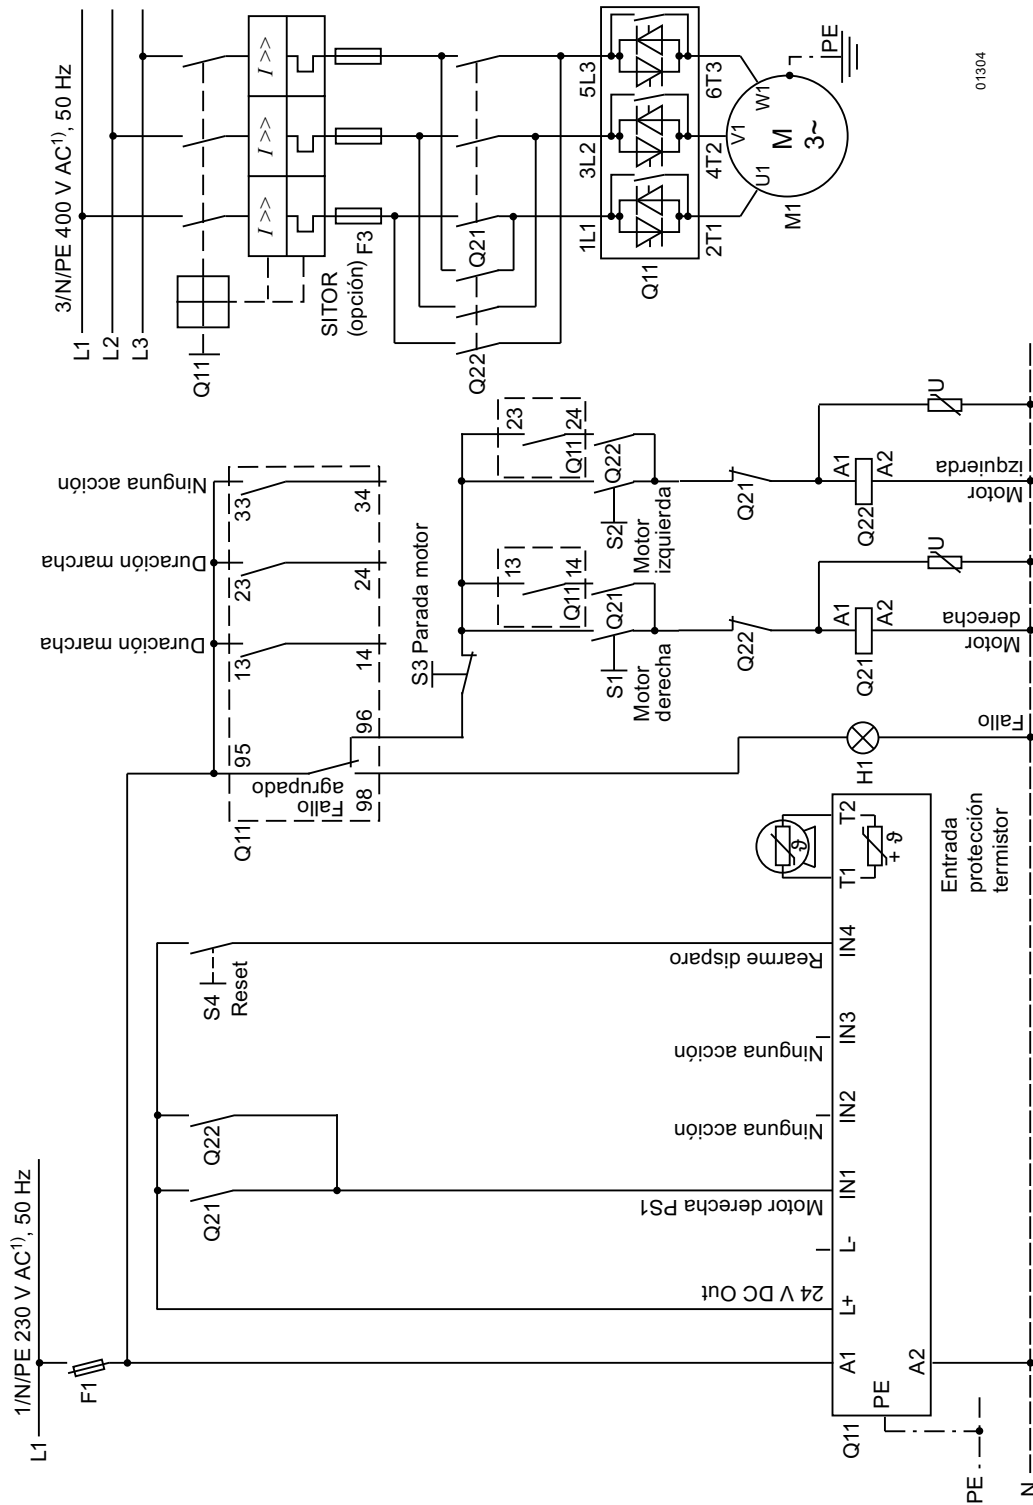 1/N/PE 230 V AC1), 50 Hz
L1
F1
Q21
Q22
S4
Reset
24 V DC Out
Motor derecha PS1
Ninguna acción
Ninguna acción
Rearme disparo
A1
L+
L-
IN1
IN2
IN3
IN4
T1
T2
ϑ
+ ϑ
Q11
PE
A2
Entrada
protección
termistor
PE
N
Q11
95
13
23
33
Fallo
agrupado
98
96
14
24
34
Duración marcha
Duración marcha
Ninguna acción
S3 Parada motor
13
Q11
14
23
Q11
24
S1
Motor
derecha
Q21
S2
Motor
izquierda
Q22
Q22
Q21
H1
Fallo
Q21
A1
A2
U
Motor
derecha
Q22
A1
A2
U
Motor
izquierda
3/N/PE 400 V AC1), 50 Hz
L1
L2
L3
Q11
I >>
I >>
I >>
SITOR
(opción)
F3
Q21
Q22
1L1
3L2
5L3
Q11
2T1
4T2
6T3
U1
V1
W1
M
3~
M1
PE
01304